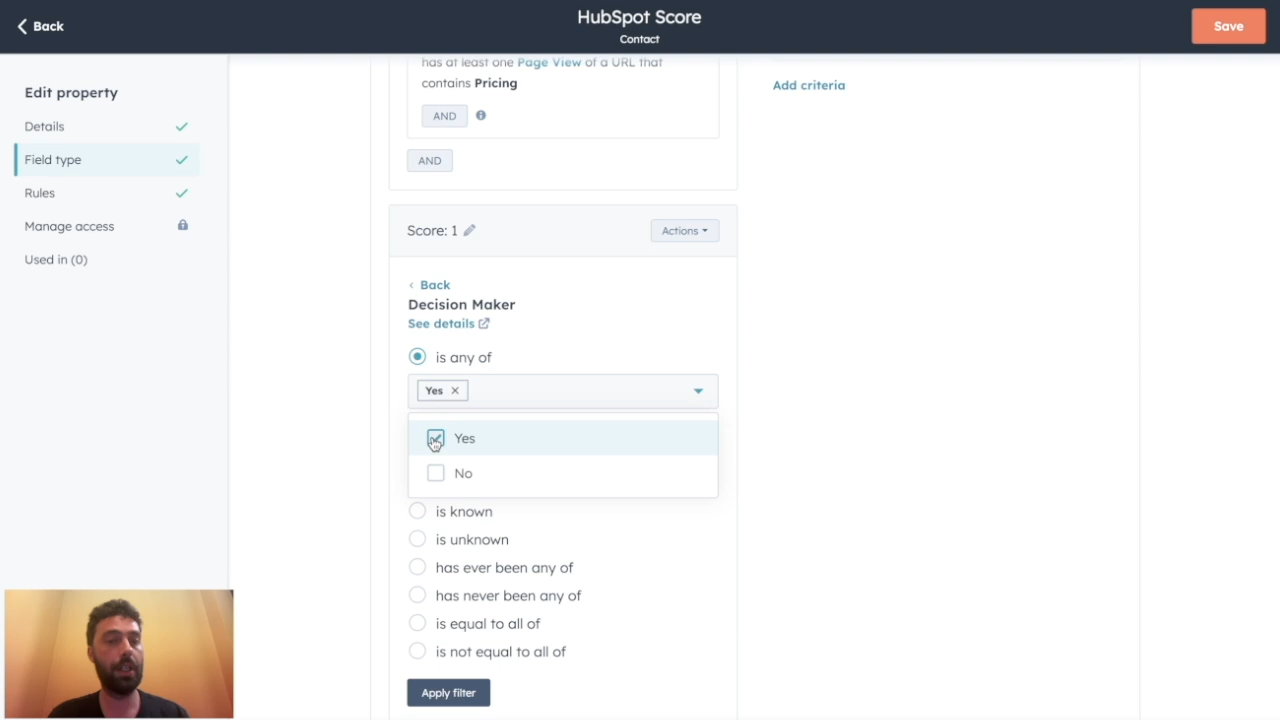 Back
HubSpot Score
Contact
Save
Edit property
Details
Field type
Rules
Manage access
Used in (0)
has at least one Page View of a URL that
contains Pricing
AND
AND
Add criteria
Score: 1
Actions
Back
Decision Maker
See details
is any of
Yes
Yes
No
is known
is unknown
has ever been any of
has never been any of
is equal to all of
is not equal to all of
Apply filter